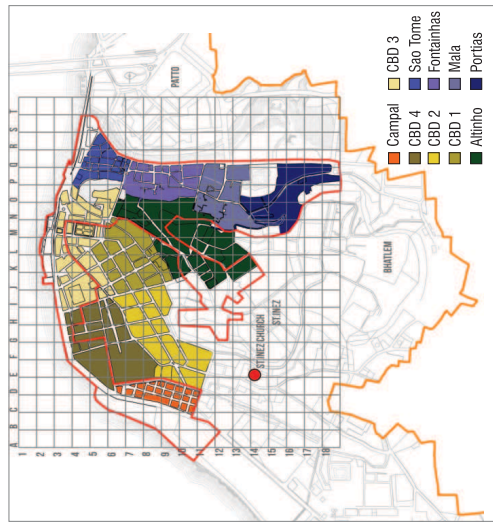 A B C D E F G H I J K L M N O P Q R S T
1
2
3
4
5
6
7
8
9
10
11
12
13
14
15
16
17
18
PATTO
ST.INEZ CHURCH
ST.INEZ
BHATLEM
Campal
CBD 4
CBD 2
CBD 1
Altinho
CBD 3
Sao Tome
Fontainhas
Mala
Portias